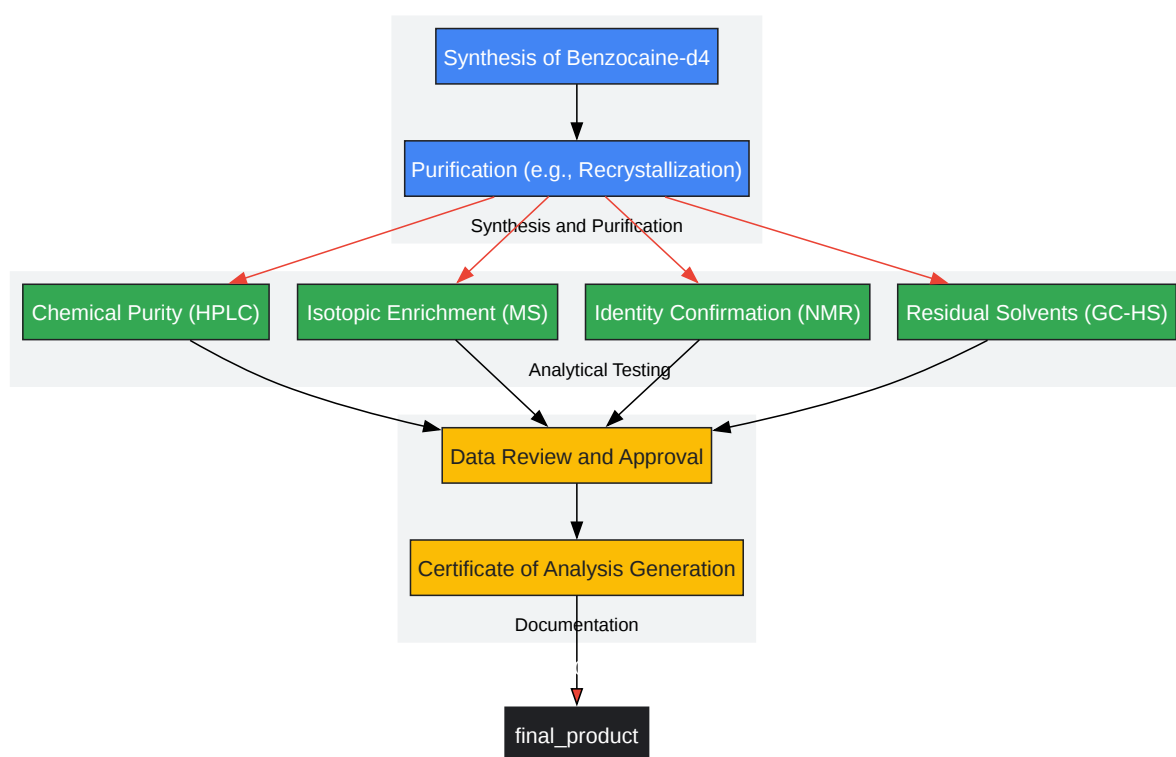 Synthesis of Benzocaine-d4
Purification (e.g., Recrystallization)
Synthesis and Purification
Chemical Purity (HPLC)
Isotopic Enrichment (MS)
Identity Confirmation (NMR)
Residual Solvents (GC-HS)
Analytical Testing
Data Review and Approval
Certificate of Analysis Generation
Documentation
final_product